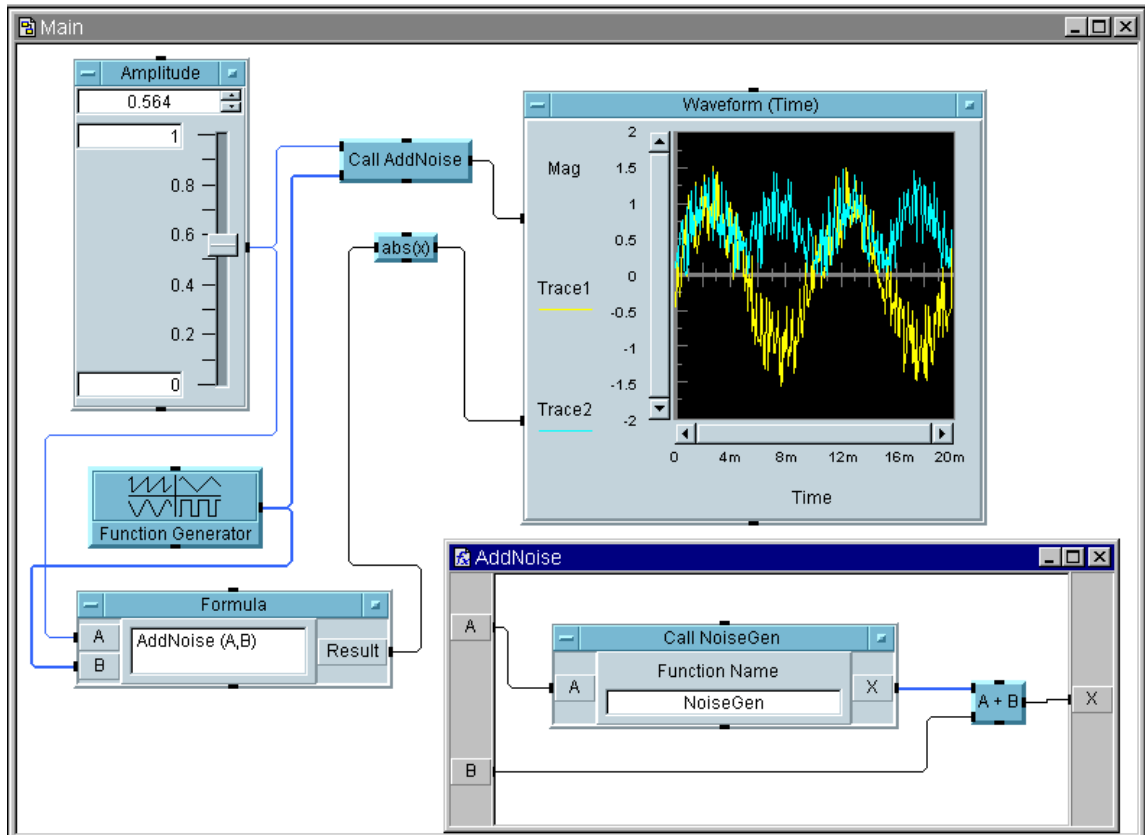 Main
Amplitude
0.564
1
0.8
0.6
0.4
0.2
0
Call AddNoise
abs(x)
Function Generator
Formula
A
B
AddNoise (A,B)
Result
Waveform (Time)
Mag
Trace1
Trace2
2
1.5
1
0.5
0
-0.5
-1
-1.5
-2
0 4m 8m 12m 16m 20m
Time
AddNoise
A
B
Call NoiseGen
A
Function Name
NoiseGen
X
A + B
X